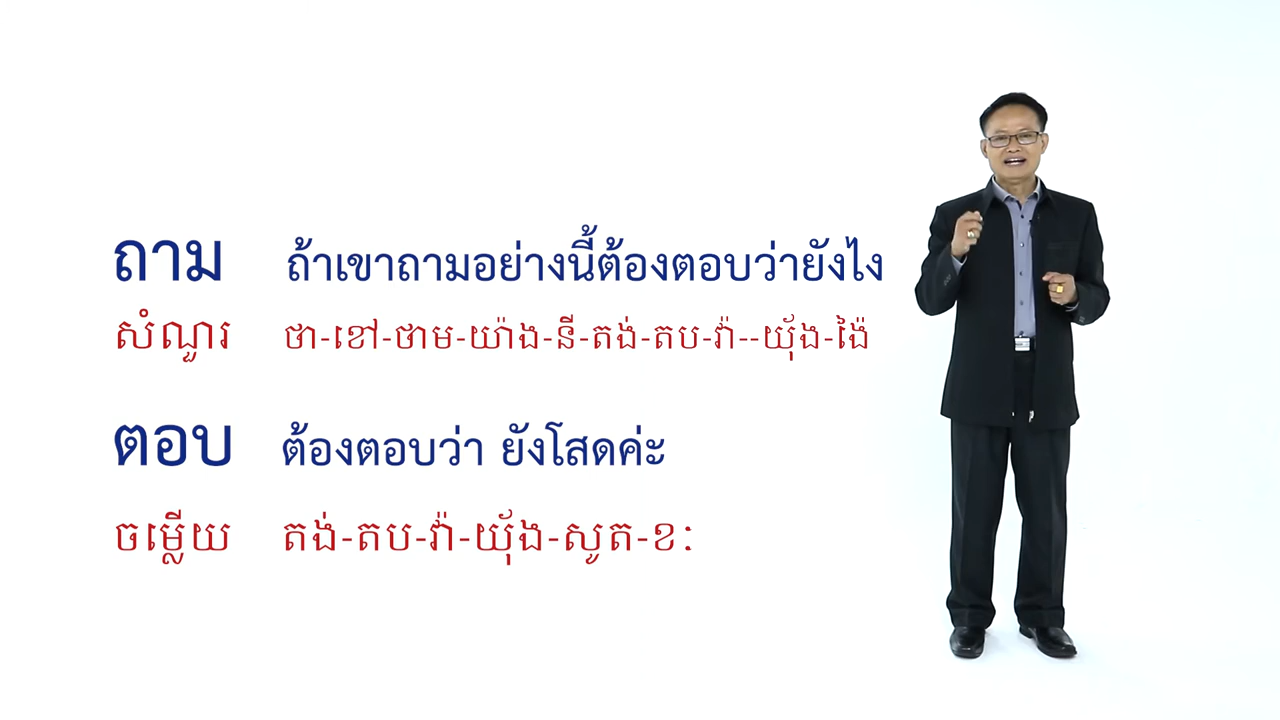 ถาม ถ้าเขาถามอย่างนี้ต้องตอบว่ายังไง
សំណួរ ថា-ខៅ-ថាម-យ៉ាង-នី-តង់-តប-វ៉ា--យ៉័ង-ង៉ៃ
ตอบ ต้องตอบว่า ยังโสดค่ะ
ចម្លើយ តង់-តប-វ៉ា-យ៉័ង-សូត-ខៈ